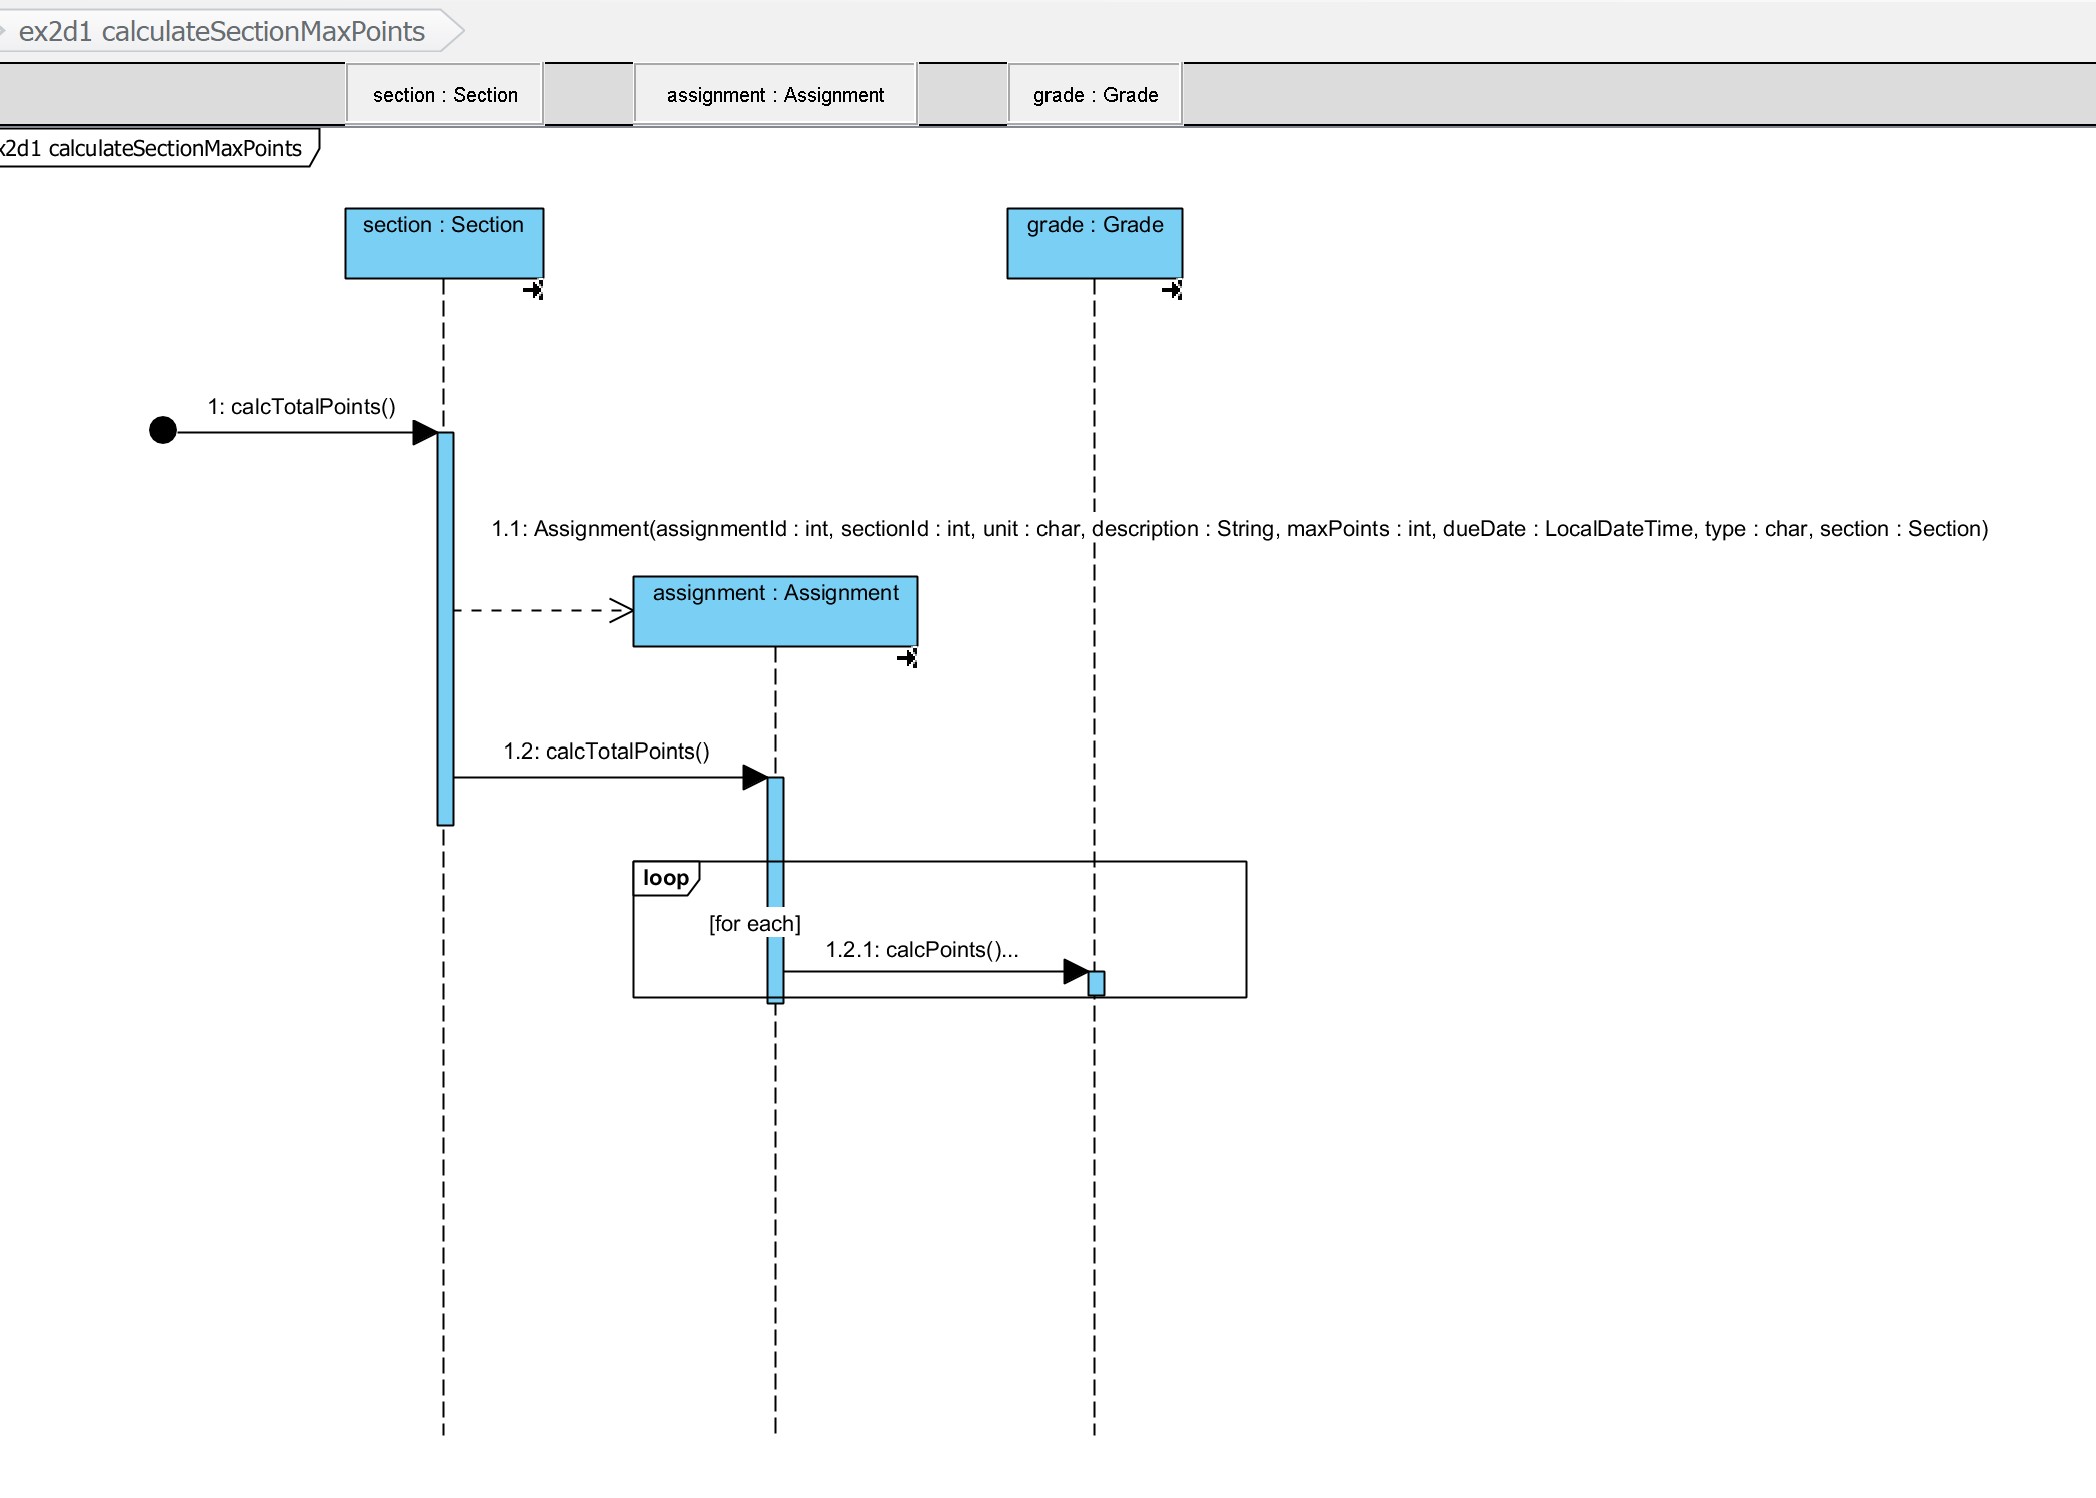 ex2d1 calculateSectionMaxPoints
section : Section
assignment : Assignment
grade : Grade
x2d1 calculateSectionMaxPoints
section : Section
grade : Grade
1: calcTotalPoints()
1.1: Assignment(assignmentId : int, sectionId : int, unit : char, description : String, maxPoints : int, dueDate : LocalDateTime, type : char, section : Section)
assignment : Assignment
1.2: calcTotalPoints()
loop
[for each]
1.2.1: calcPoints()...